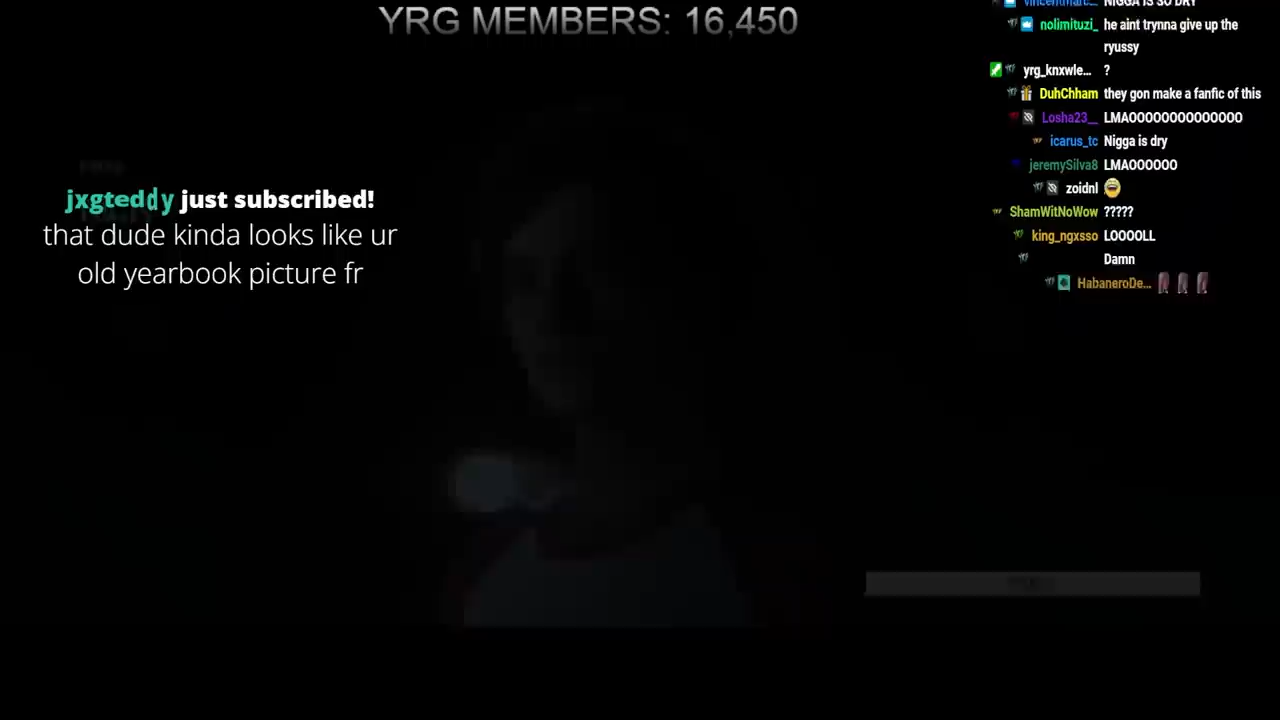 YRG MEMBERS: 16,450
jxgteddy just subscribed!
that dude kinda looks like ur
old yearbook picture fr
vincentmarc... NIGGA IS SO DRY
nolimituzi_ he aint trynna give up the
ryussy
yrg_knxwle... ?
DuhChham they gon make a fanfic of this
Losha23__ LMAOOOOOOOOOOOOOO
icarus_tc Nigga is dry
jeremySilva8 LMAOOOOOO
zoidnl
ShamWitNoWow ?????
king_ngxsso LOOOOLL
Damn
HabaneroDe...